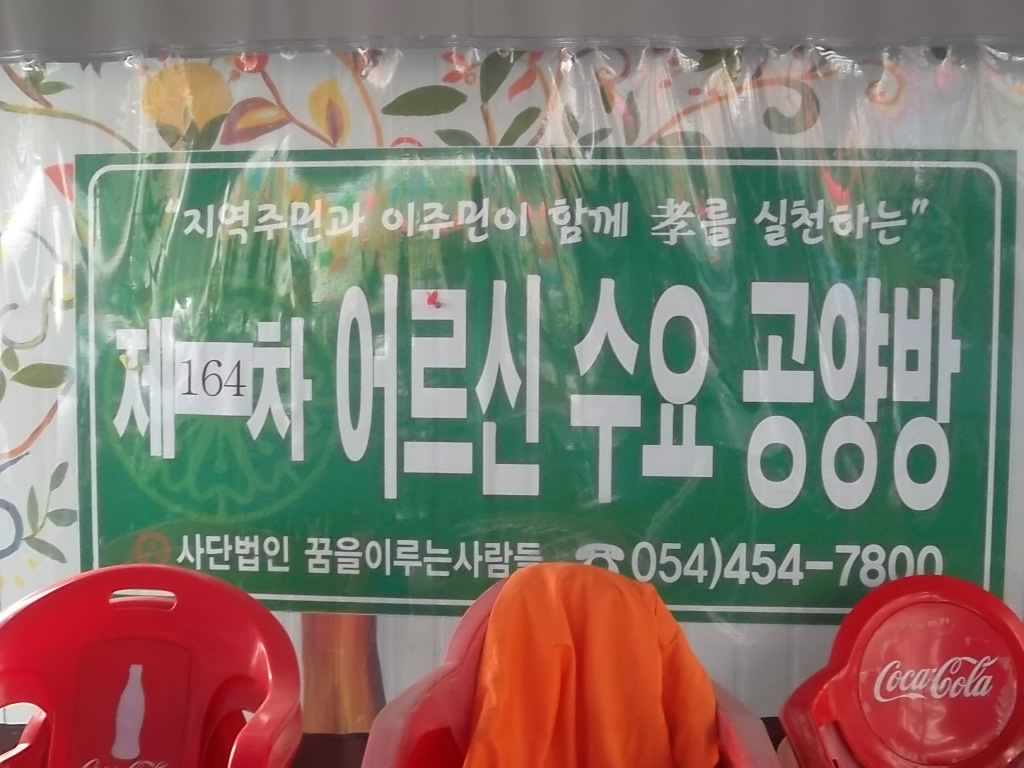 "지역주민과 이주민이 함께 孝를 실천하는"
제164차 어르신 수요 공양방
사단법인 꿈을이루는사람들 ☎054)454-7800
Coca-Cola